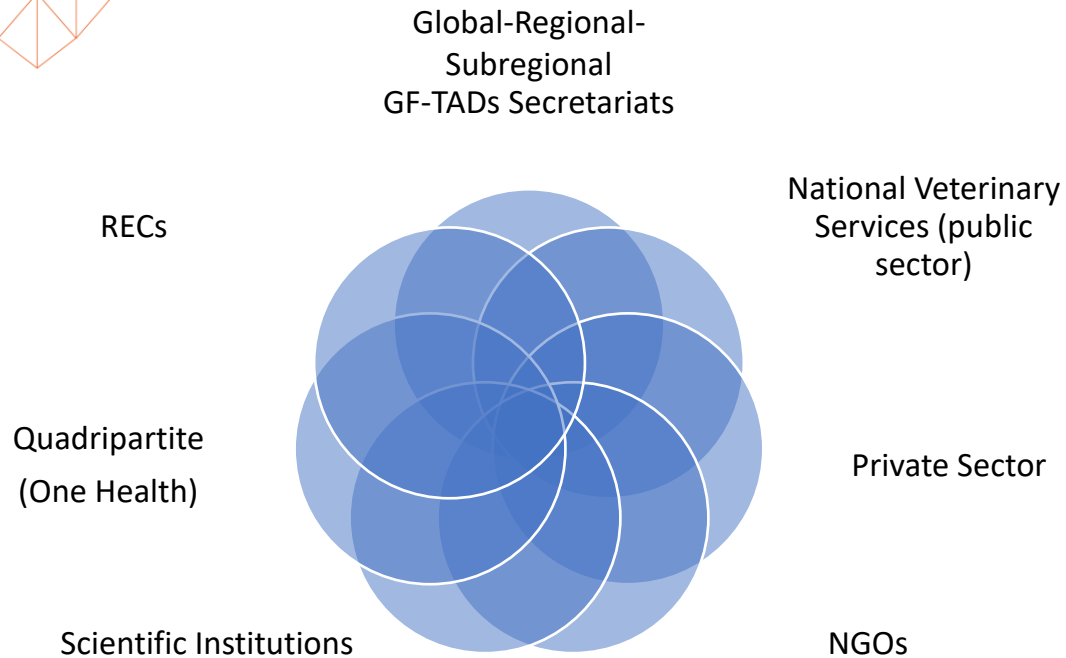 Global-Regional-
Subregional
GF-TADs Secretariats
National Veterinary
Services (public
sector)
RECs
Quadripartite
(One Health)
Private Sector
Scientific Institutions
NGOs